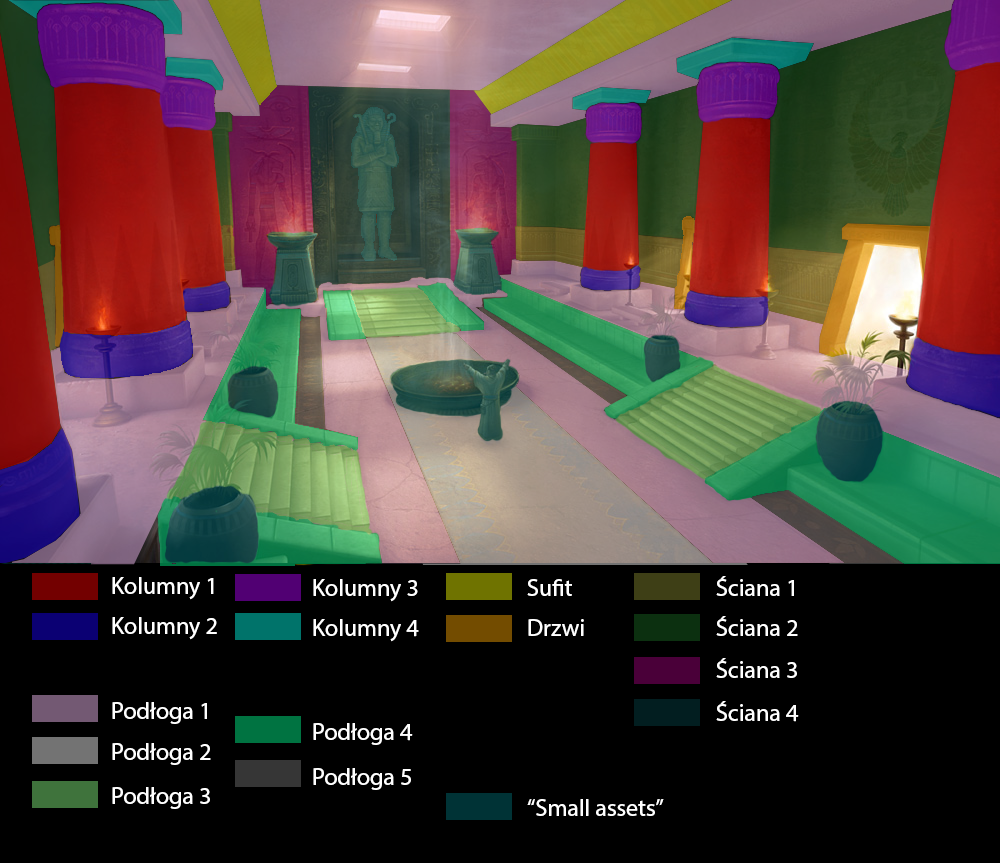 Kolumny 1
Kolumny 2
Kolumny 3
Kolumny 4
Sufit
Drzwi
Ściana 1
Ściana 2
Ściana 3
Ściana 4
Podłoga 1
Podłoga 2
Podłoga 3
Podłoga 4
Podłoga 5
“Small assets”